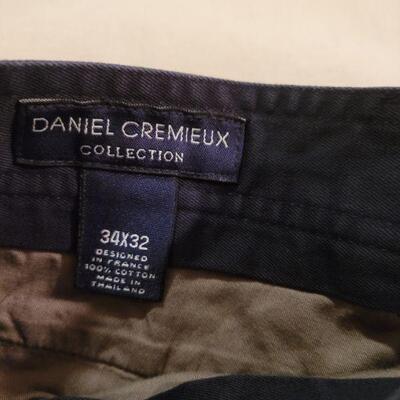 DANIEL CREMIEUX
COLLECTION
34X32
DESIGNED
IN FRANCE
100% COTTON
MADE IN
THAILAND